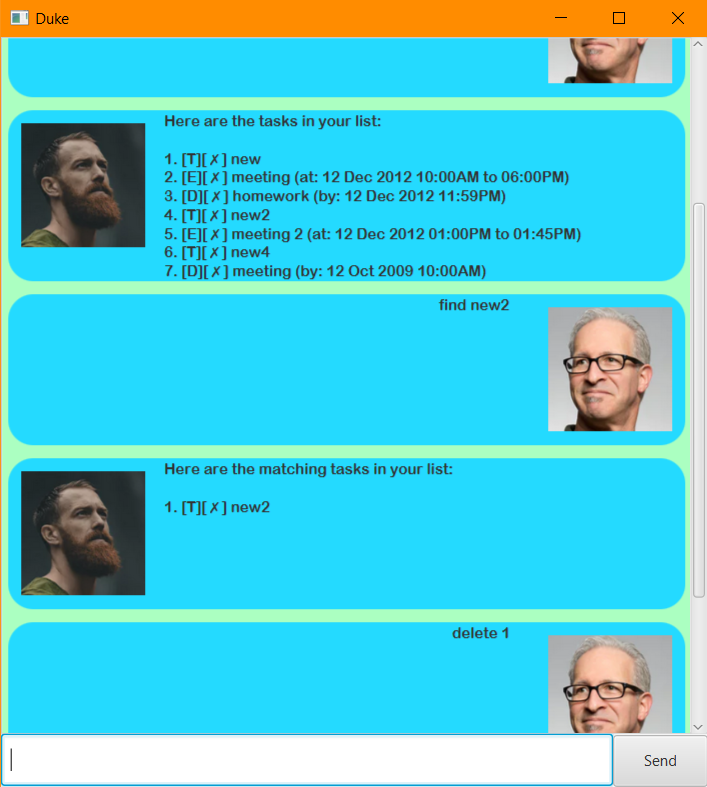 Duke
Here are the tasks in your list:
1. [T][✗] new
2. [E][✗] meeting (at: 12 Dec 2012 10:00AM to 06:00PM)
3. [D][✗] homework (by: 12 Dec 2012 11:59PM)
4. [T][✗] new2
5. [E][✗] meeting 2 (at: 12 Dec 2012 01:00PM to 01:45PM)
6. [T][✗] new4
7. [D][✗] meeting (by: 12 Oct 2009 10:00AM)
find new2
Here are the matching tasks in your list:
1. [T][✗] new2
delete 1
Send